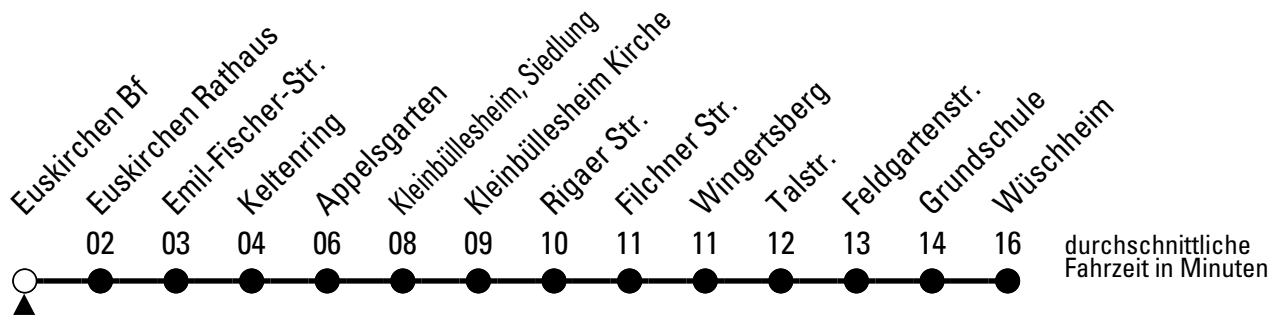 Euskirchen Bf
Euskirchen Rathaus
Emil-Fischer-Str.
Keltenring
Appelsgarten
Kleinbüllesheim, Siedlung
Kleinbüllesheim Kirche
Rigaer Str.
Filchner Str.
Wingertsberg
Talstr.
Feldgartenstr.
Grundschule
Wüschheim
02 03 04 06 08 09 10 11 11 12 13 14 16
durchschnittliche
Fahrzeit in Minuten